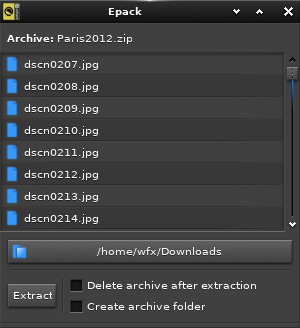 Epack
Archive: Paris2012.zip
dscn0207.jpg
dscn0208.jpg
dscn0209.jpg
dscn0210.jpg
dscn0211.jpg
dscn0212.jpg
dscn0213.jpg
dscn0214.jpg
/home/wfx/Downloads
Extract
Delete archive after extraction
Create archive folder